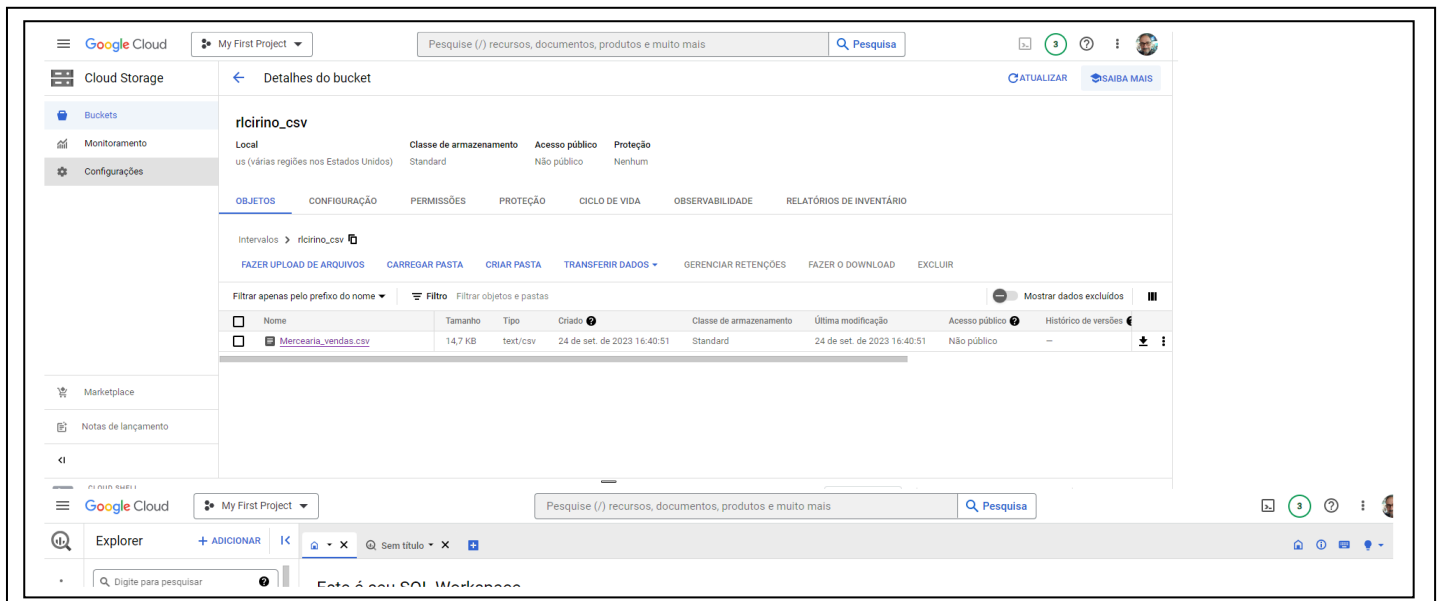 Google Cloud My First Project Pesquise (/) recursos, documentos, produtos e muito mais Pesquisa 3
Cloud Storage Detalhes do bucket ATUALIZAR SAIBA MAIS
Buckets
Monitoramento
Configurações
rlcirino_csv
Local Classe de armazenamento Acesso público Proteção
us (várias regiões nos Estados Unidos) Standard Não público Nenhum
OBJETOS CONFIGURAÇÃO PERMISSÕES PROTEÇÃO CICLO DE VIDA OBSERVABILIDADE RELATÓRIOS DE INVENTÁRIO
Intervalos > rlcirino_csv
FAZER UPLOAD DE ARQUIVOS CARREGAR PASTA CRIAR PASTA TRANSFERIR DADOS GERENCIAR RETENÇÕES FAZER O DOWNLOAD EXCLUIR
Filtrar apenas pelo prefixo do nome Filtro Filtrar objetos e pastas Mostrar dados excluídos
Nome Tamanho Tipo Criado Classe de armazenamento Última modificação Acesso público Histórico de versões
Mercearia_vendas.csv 14,7 KB text/csv 24 de set. de 2023 16:40:51 Standard 24 de set. de 2023 16:40:51 Não público –
Marketplace
Notas de lançamento
CLOUD SHELL
Google Cloud My First Project Pesquise (/) recursos, documentos, produtos e muito mais Pesquisa 3
Explorer + ADICIONAR Sem título
Digite para pesquisar
Este é seu SQL Workspace